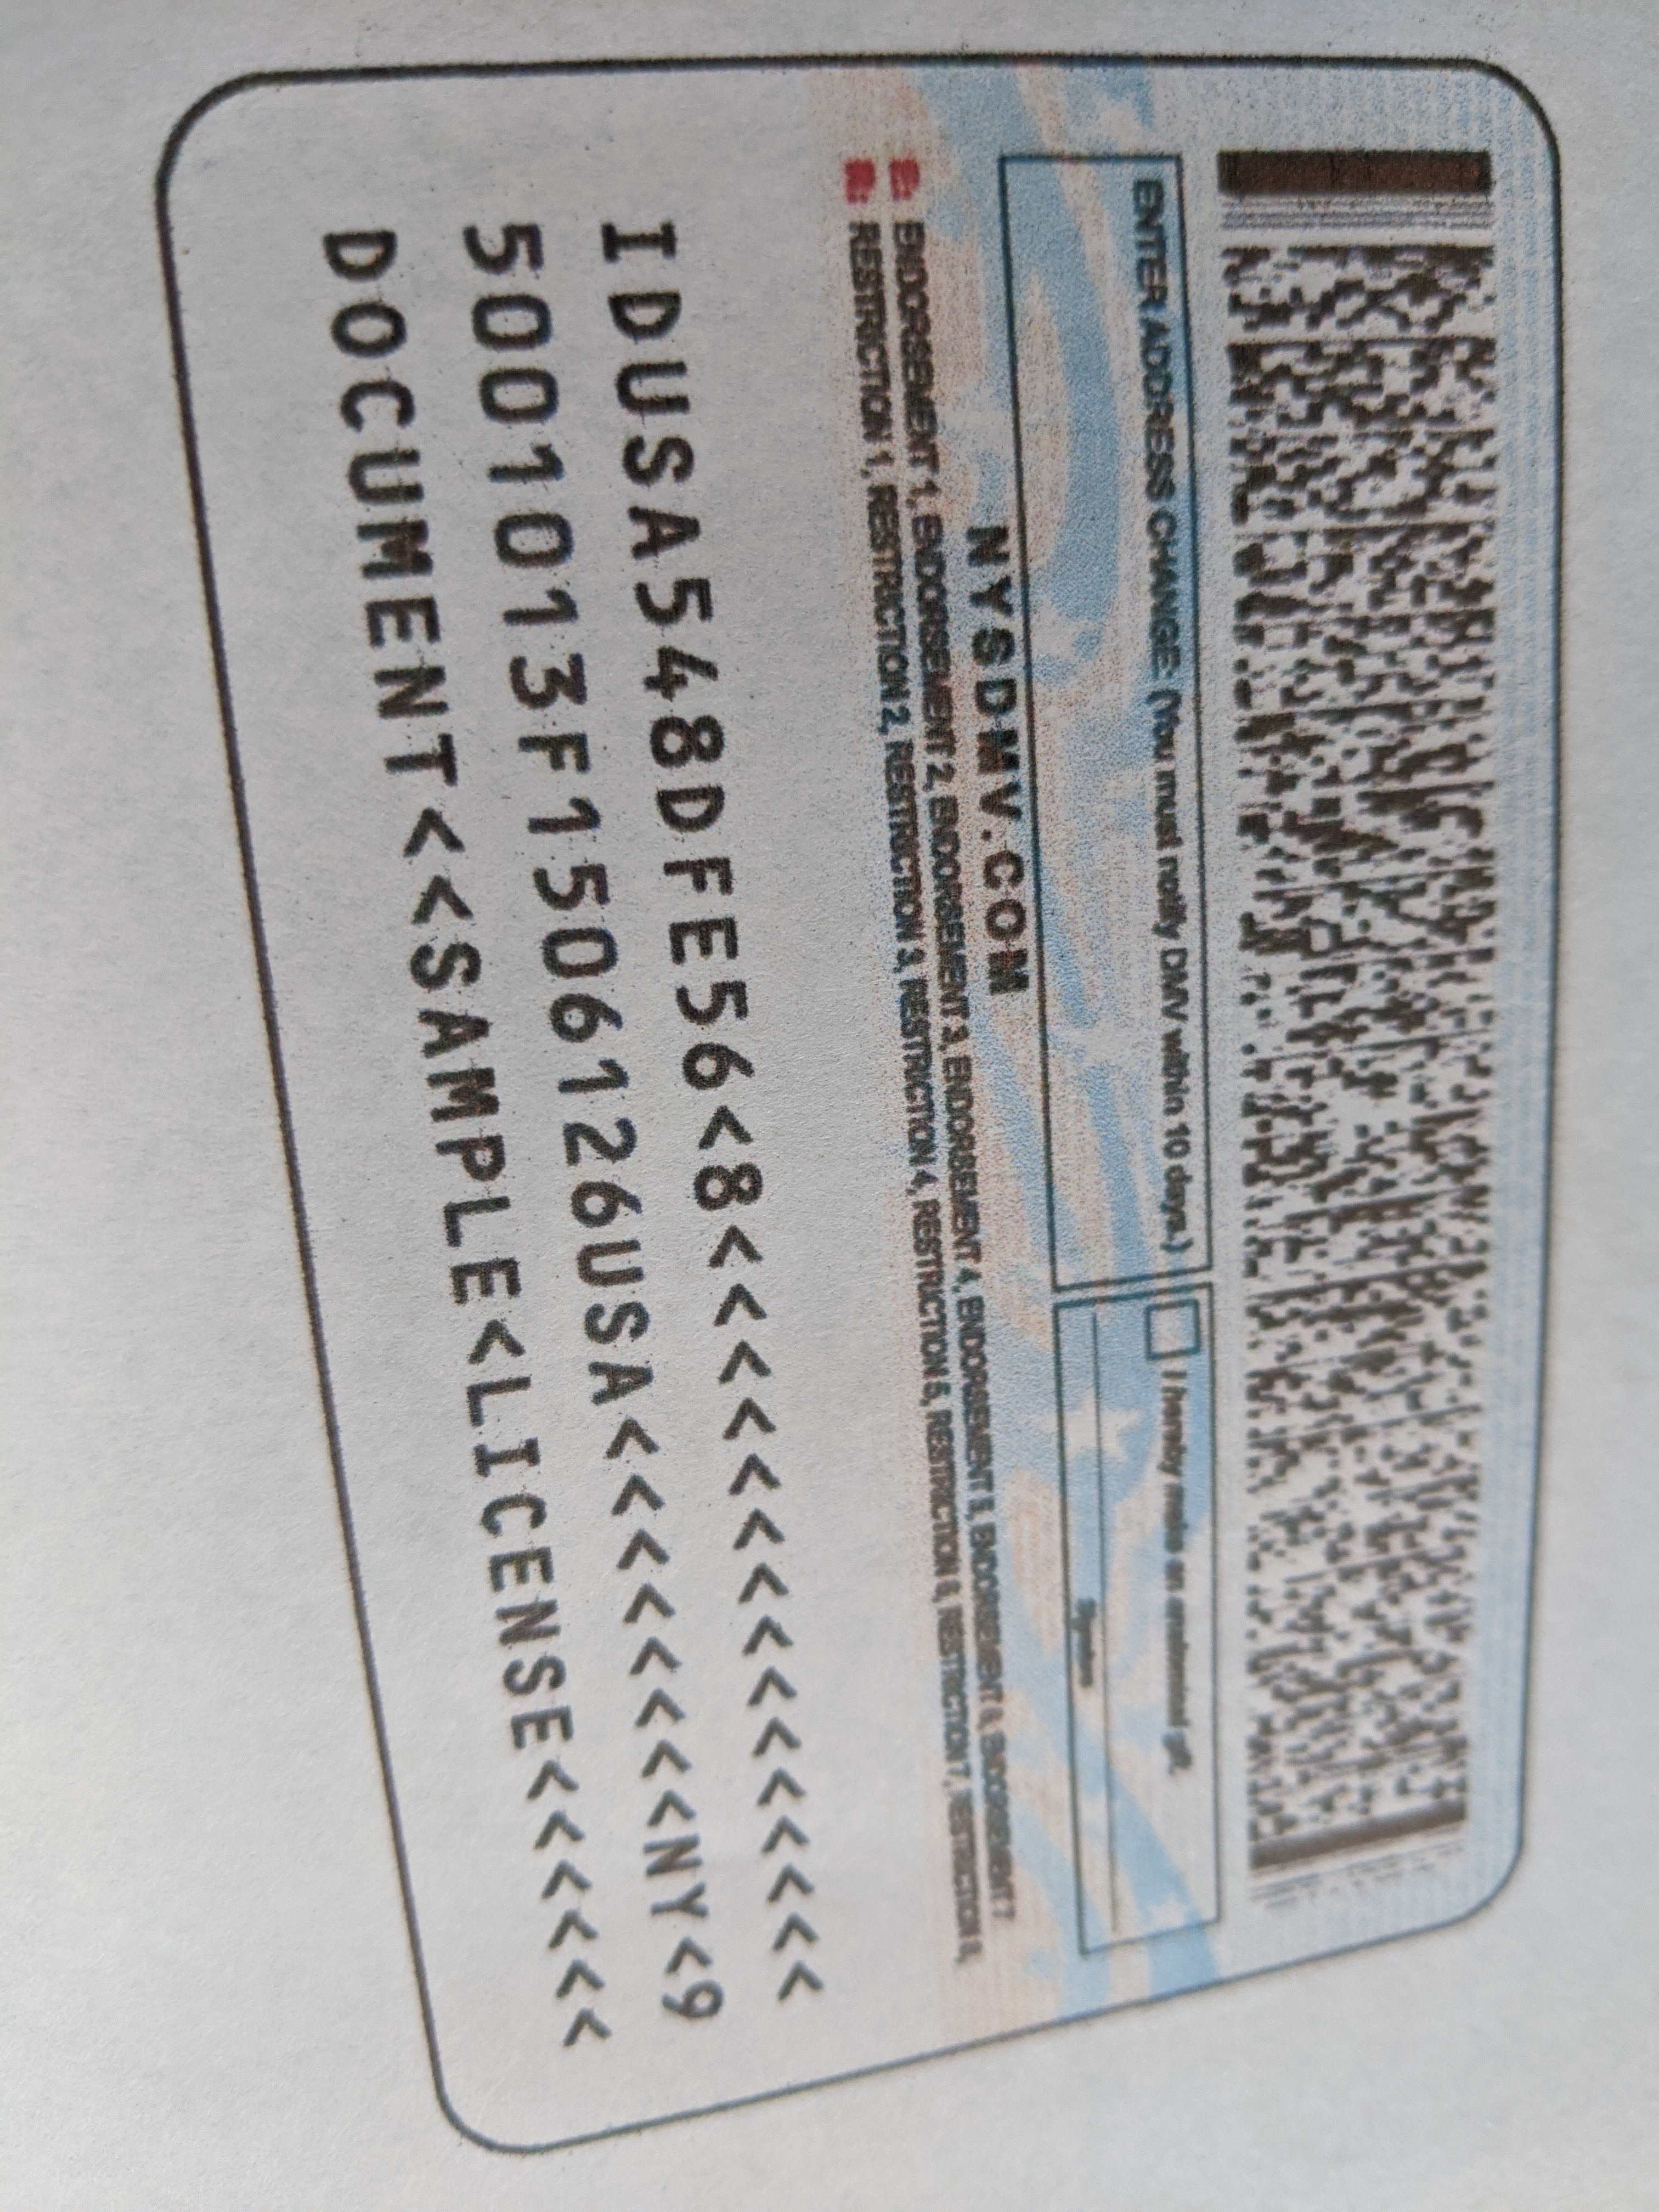 ENTER ADDRESS CHANGE: (You must notify DMV within 10 days.)
I hereby make an anatomical gift.
NYSDMV.COM
E: ENDORSEMENT 1, ENDORSEMENT 2, ENDORSEMENT 3, ENDORSEMENT 4, ENDORSEMENT 5, ENDORSEMENT 6, ENDORSEMENT 7
R: RESTRICTION 1, RESTRICTION 2, RESTRICTION 3, RESTRICTION 4, RESTRICTION 5, RESTRICTION 6, RESTRICTION 7, RESTRICTION 8,
IDUSA548DFE56<8<<<<<<<<<<<<<<<
5001013F1506126USA<<<<<<<<NY<9
DOCUMENT<<SAMPLE<LICENSE<<<<<<